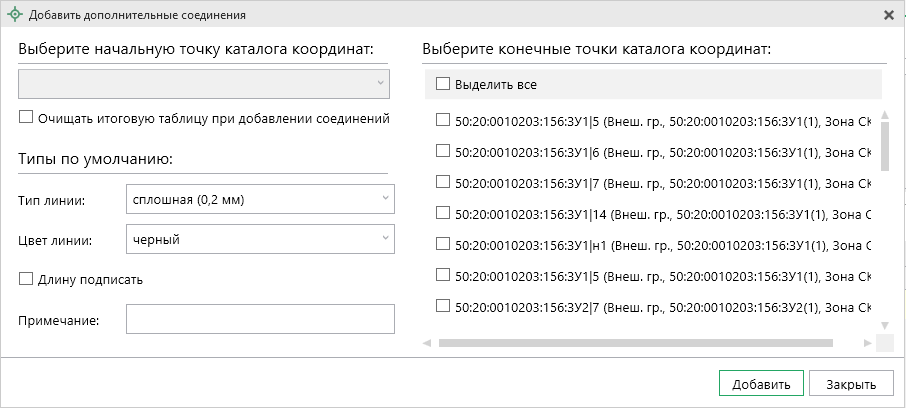 Добавить дополнительные соединения
Выберите начальную точку каталога координат:
Очищать итоговую таблицу при добавлении соединений
Типы по умолчанию:
Тип линии:
сплошная (0,2 мм)
Цвет линии:
черный
Длину подписать
Примечание:
Выберите конечные точки каталога координат:
Выделить все
50:20:0010203:156:ЗУ1|5 (Внеш. гр., 50:20:0010203:156:ЗУ1(1), Зона СК
50:20:0010203:156:ЗУ1|6 (Внеш. гр., 50:20:0010203:156:ЗУ1(1), Зона СК
50:20:0010203:156:ЗУ1|7 (Внеш. гр., 50:20:0010203:156:ЗУ1(1), Зона СК
50:20:0010203:156:ЗУ1|14 (Внеш. гр., 50:20:0010203:156:ЗУ1(1), Зона С
50:20:0010203:156:ЗУ1|н1 (Внеш. гр., 50:20:0010203:156:ЗУ1(1), Зона С
50:20:0010203:156:ЗУ1|5 (Внеш. гр., 50:20:0010203:156:ЗУ1(1), Зона СК
50:20:0010203:156:ЗУ2|7 (Внеш. гр., 50:20:0010203:156:ЗУ2(1), Зона СК
Добавить
Закрыть